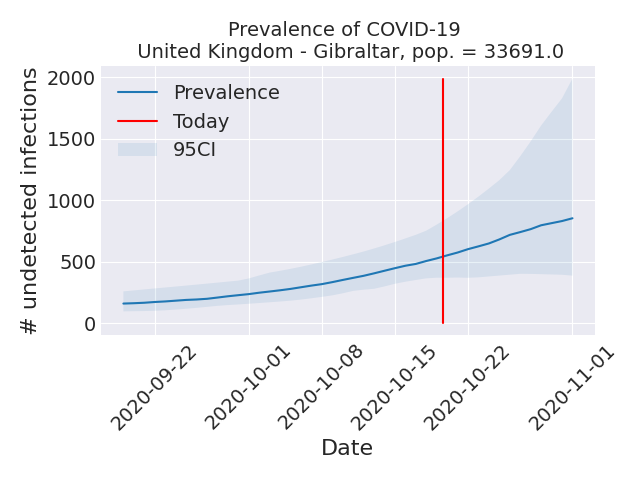 Prevalence of COVID-19
United Kingdom - Gibraltar, pop. = 33691.0
# undetected infections
2000
1500
1000
500
0
Prevalence
Today
95CI
2020-09-22
2020-10-01
2020-10-08
2020-10-15
2020-10-22
2020-11-01
Date